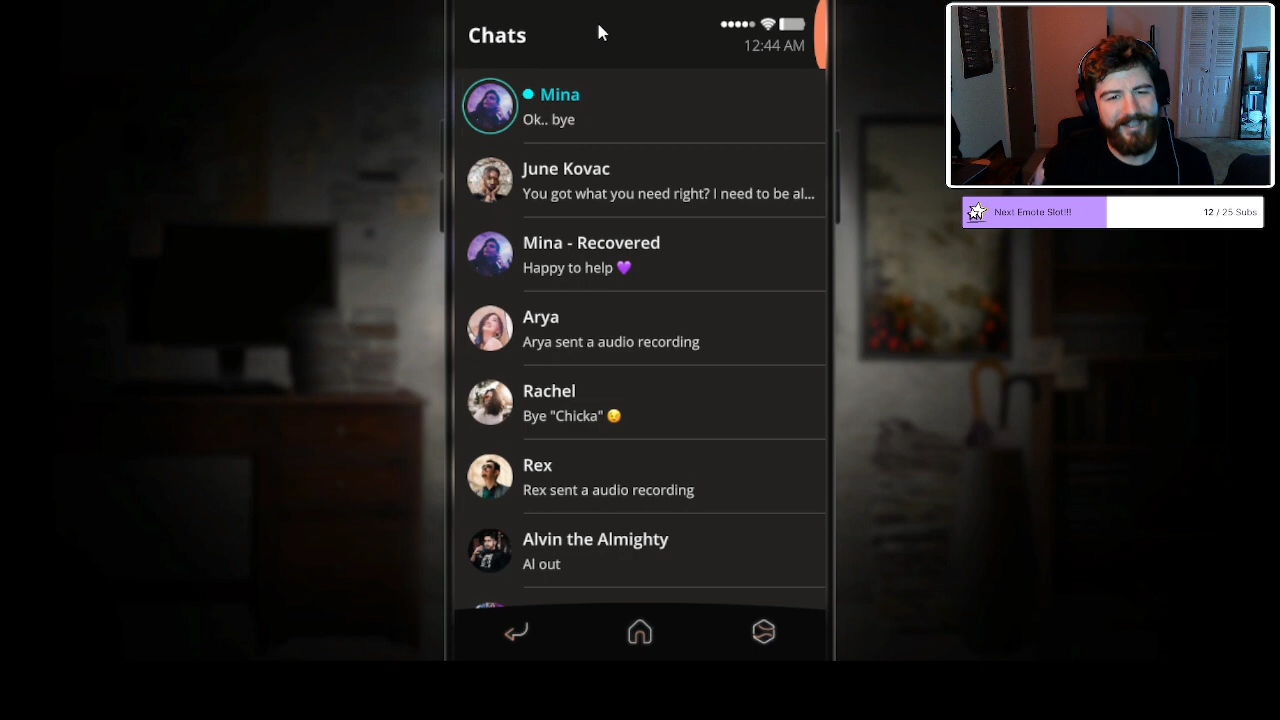 Chats
12:44 AM
Mina
Ok.. bye
June Kovac
You got what you need right? I need to be al...
Mina - Recovered
Happy to help 💜
Arya
Arya sent a audio recording
Rachel
Bye "Chicka" 😉
Rex
Rex sent a audio recording
Alvin the Almighty
Al out
Next Emote Slot!!!
12 / 25 Subs